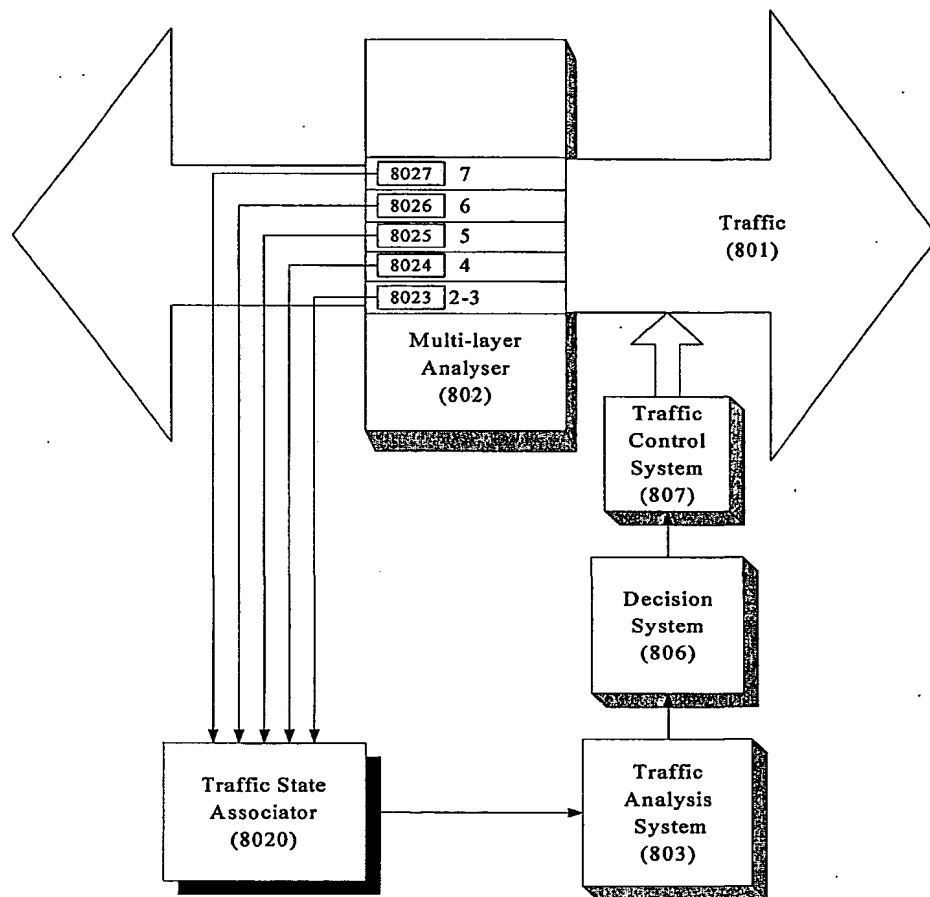 8027 7
8026 6
8025 5
8024 4
8023 2-3
Multi-layer
Analyser
(802)
Traffic
(801)
Traffic
Control
System
(807)
Decision
System
(806)
Traffic State
Associator
(8020)
Traffic
Analysis
System
(803)